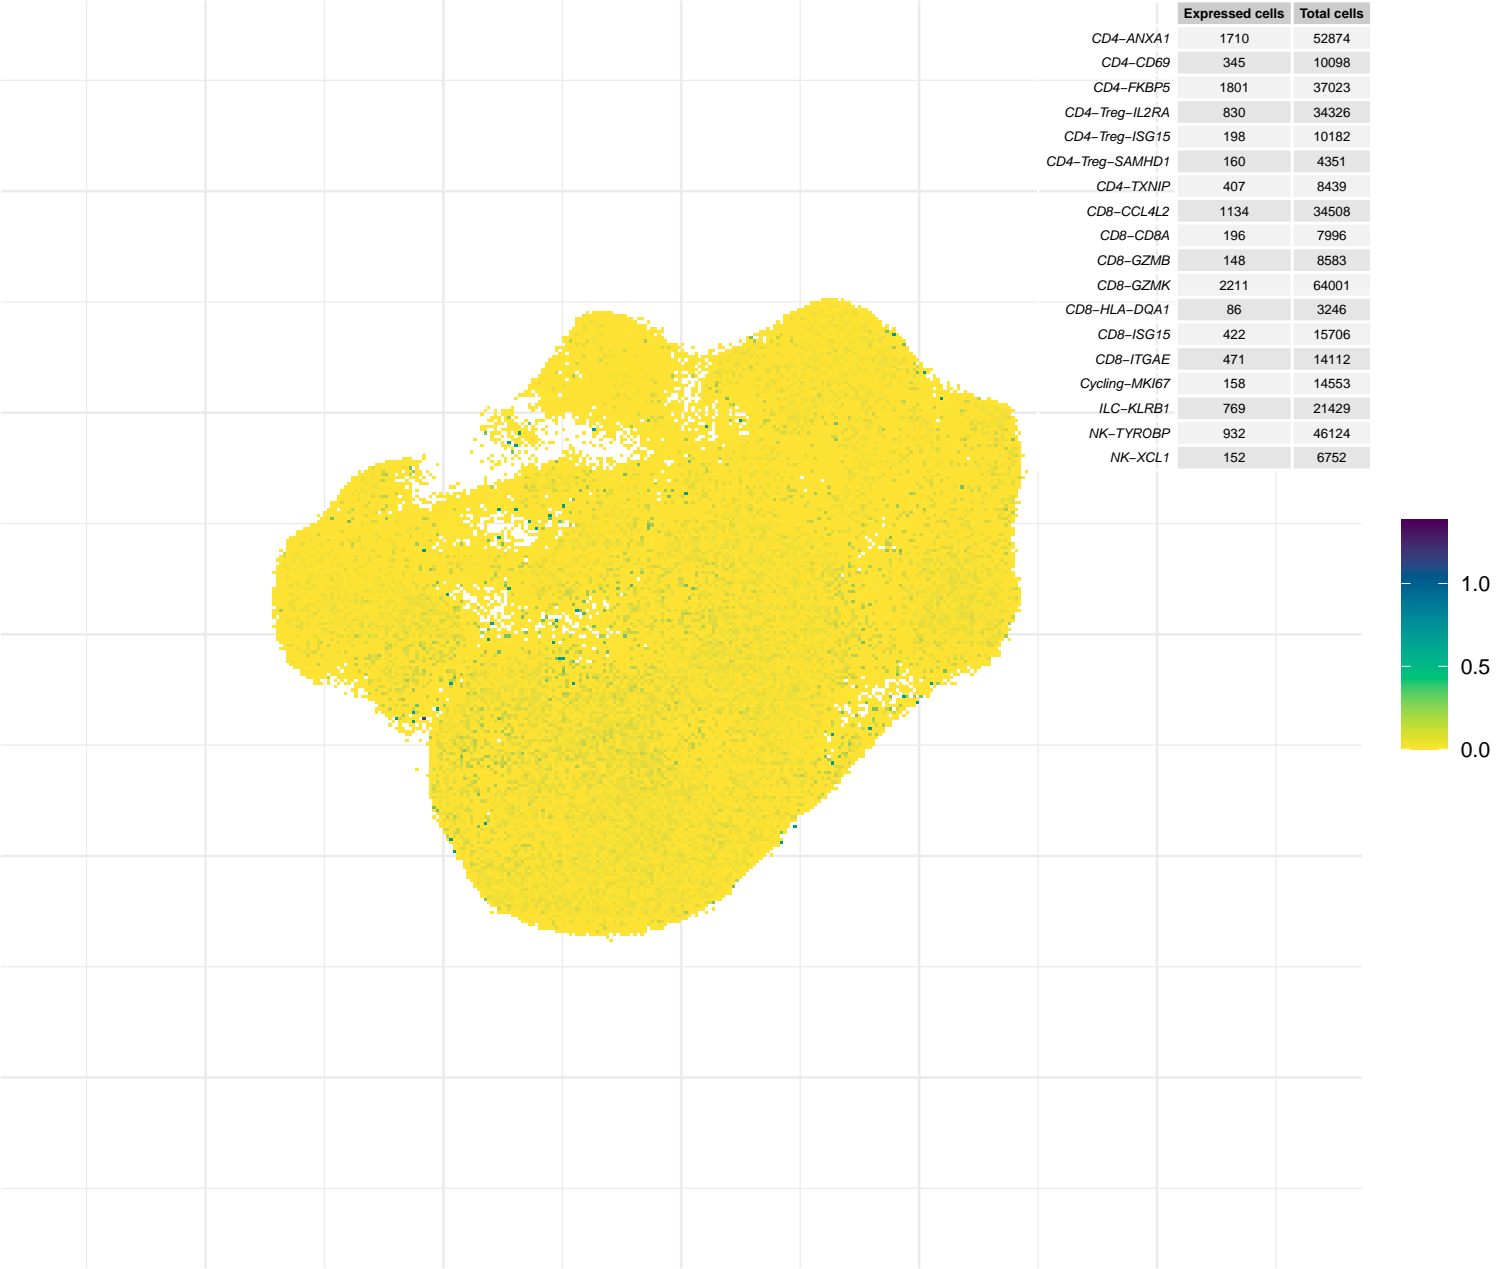 Expressed cells Total cells
CD4−ANXA1 1710 52874
CD4−CD69 345 10098
CD4−FKBP5 1801 37023
CD4−Treg−IL2RA 830 34326
CD4−Treg−ISG15 198 10182
CD4−Treg−SAMHD1 160 4351
CD4−TXNIP 407 8439
CD8−CCL4L2 1134 34508
CD8−CD8A 196 7996
CD8−GZMB 148 8583
CD8−GZMK 2211 64001
CD8−HLA−DQA1 86 3246
CD8−ISG15 422 15706
CD8−ITGAE 471 14112
Cycling−MKI67 158 14553
ILC−KLRB1 769 21429
NK−TYROBP 932 46124
NK−XCL1 152 6752
1.0
0.5
0.0